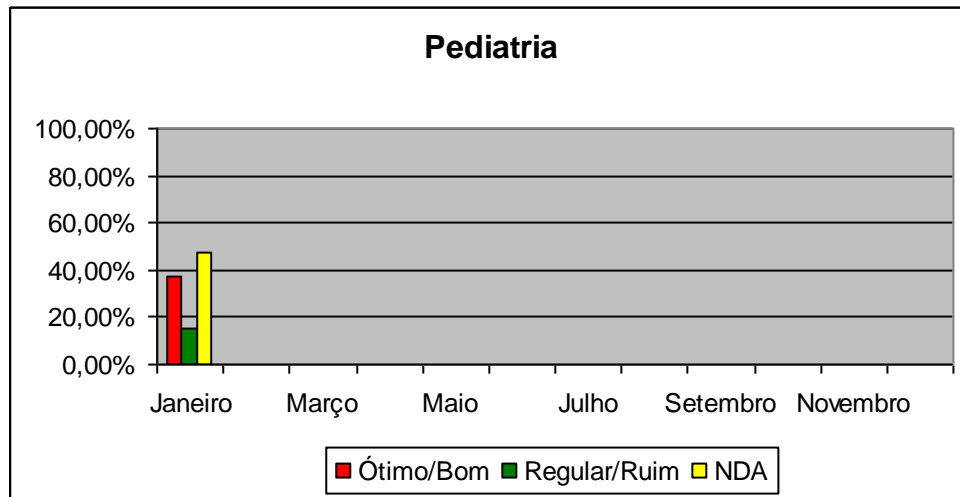 Pediatria
100,00%
80,00%
60,00%
40,00%
20,00%
0,00%
Janeiro Março Maio Julho Setembro Novembro
Ótimo/Bom Regular/Ruim NDA